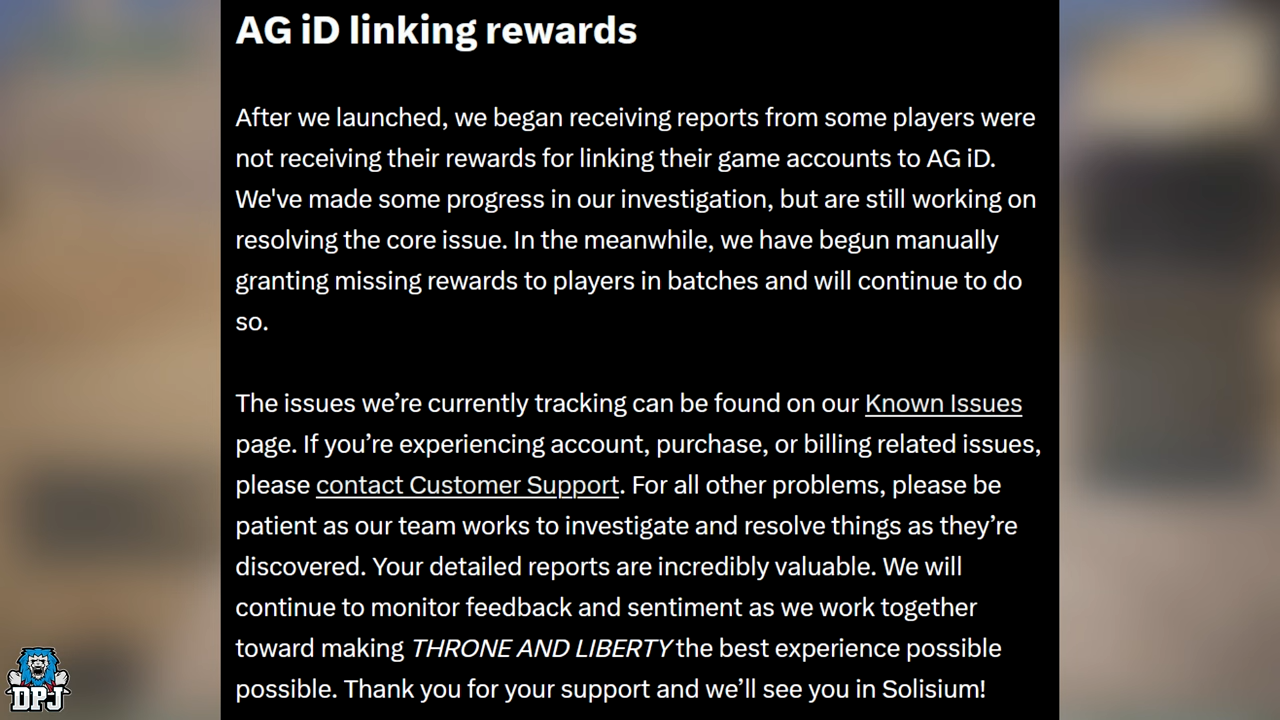 AG iD linking rewards
After we launched, we began receiving reports from some players were
not receiving their rewards for linking their game accounts to AG iD.
We've made some progress in our investigation, but are still working on
resolving the core issue. In the meanwhile, we have begun manually
granting missing rewards to players in batches and will continue to do
so.
The issues we’re currently tracking can be found on our Known Issues
page. If you’re experiencing account, purchase, or billing related issues,
please contact Customer Support. For all other problems, please be
patient as our team works to investigate and resolve things as they’re
discovered. Your detailed reports are incredibly valuable. We will
continue to monitor feedback and sentiment as we work together
toward making THRONE AND LIBERTY the best experience possible
possible. Thank you for your support and we’ll see you in Solisium!
DPJ